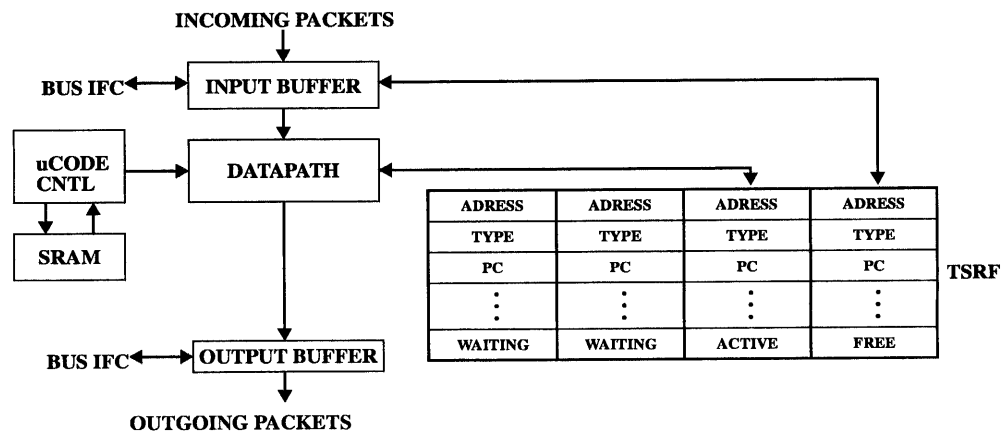 INCOMING PACKETS
BUS IFC
INPUT BUFFER
uCODE
CNTL
DATAPATH
SRAM
ADRESS ADRESS ADRESS ADRESS
TYPE TYPE TYPE TYPE
PC PC PC PC
TSRF
WAITING WAITING ACTIVE FREE
BUS IFC
OUTPUT BUFFER
OUTGOING PACKETS